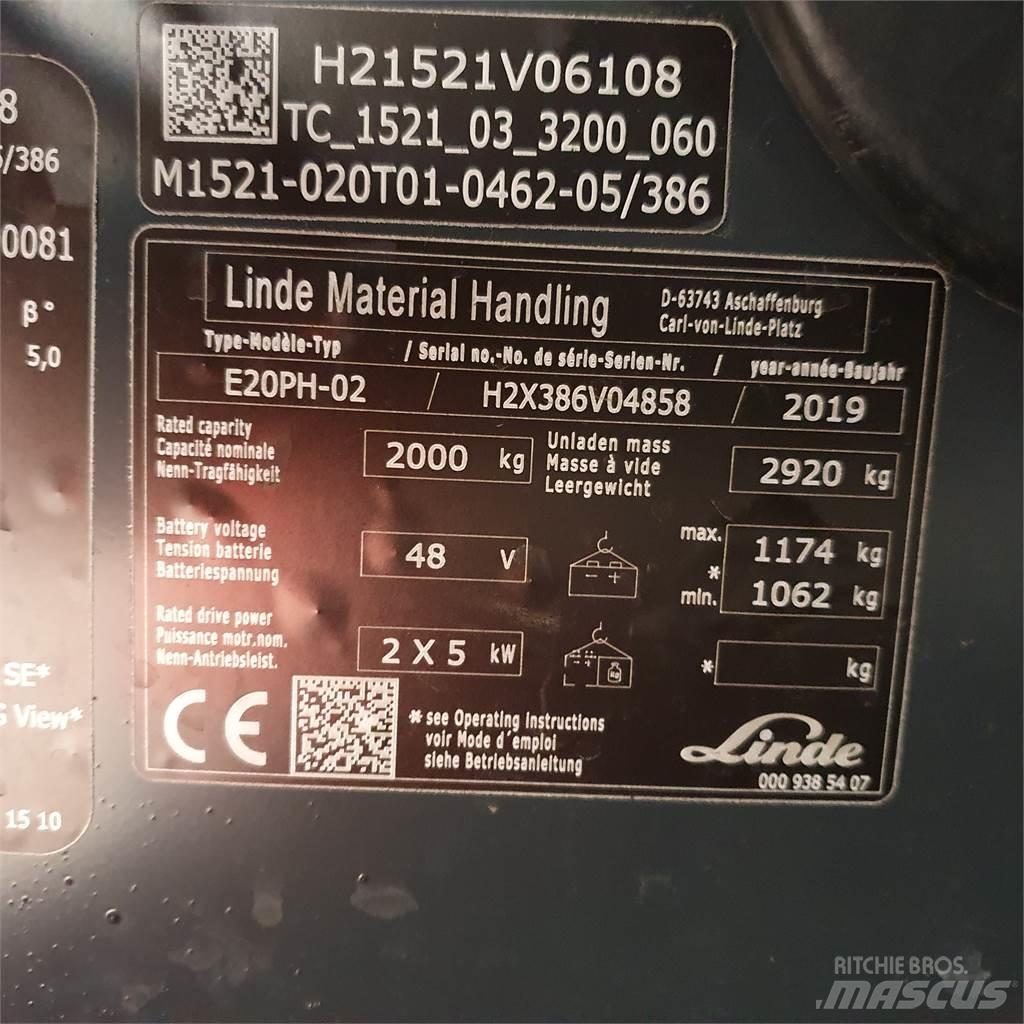 H21521V06108
TC_1521_03_3200_060
M1521-020T01-0462-05/386
8
/386
0081
β°
5,0
SE*
View*
15 10
Linde Material Handling
D-63743 Aschaffenburg
Carl-von-Linde-Platz
Type-Modèle-Typ / Serial no.-No. de série-Serien-Nr. / year-année-Baujahr
E20PH-02 / H2X386V04858 / 2019
Rated capacity
Capacité nominale
Nenn-Tragfähigkeit
2000 kg
Unladen mass
Masse à vide
Leergewicht
2920 kg
Battery voltage
Tension batterie
Batteriespannung
48 V
- +
max. 1174 kg
*
min. 1062 kg
Rated drive power
Puissance motr.nom.
Nenn-Antriebsleist.
2 X 5 kW
* kg
CE
* see Operating Instructions
voir Mode d'emploi
siehe Betriebsanleitung
Linde
000 938 54 07
RITCHIE BROS.
MASCUS